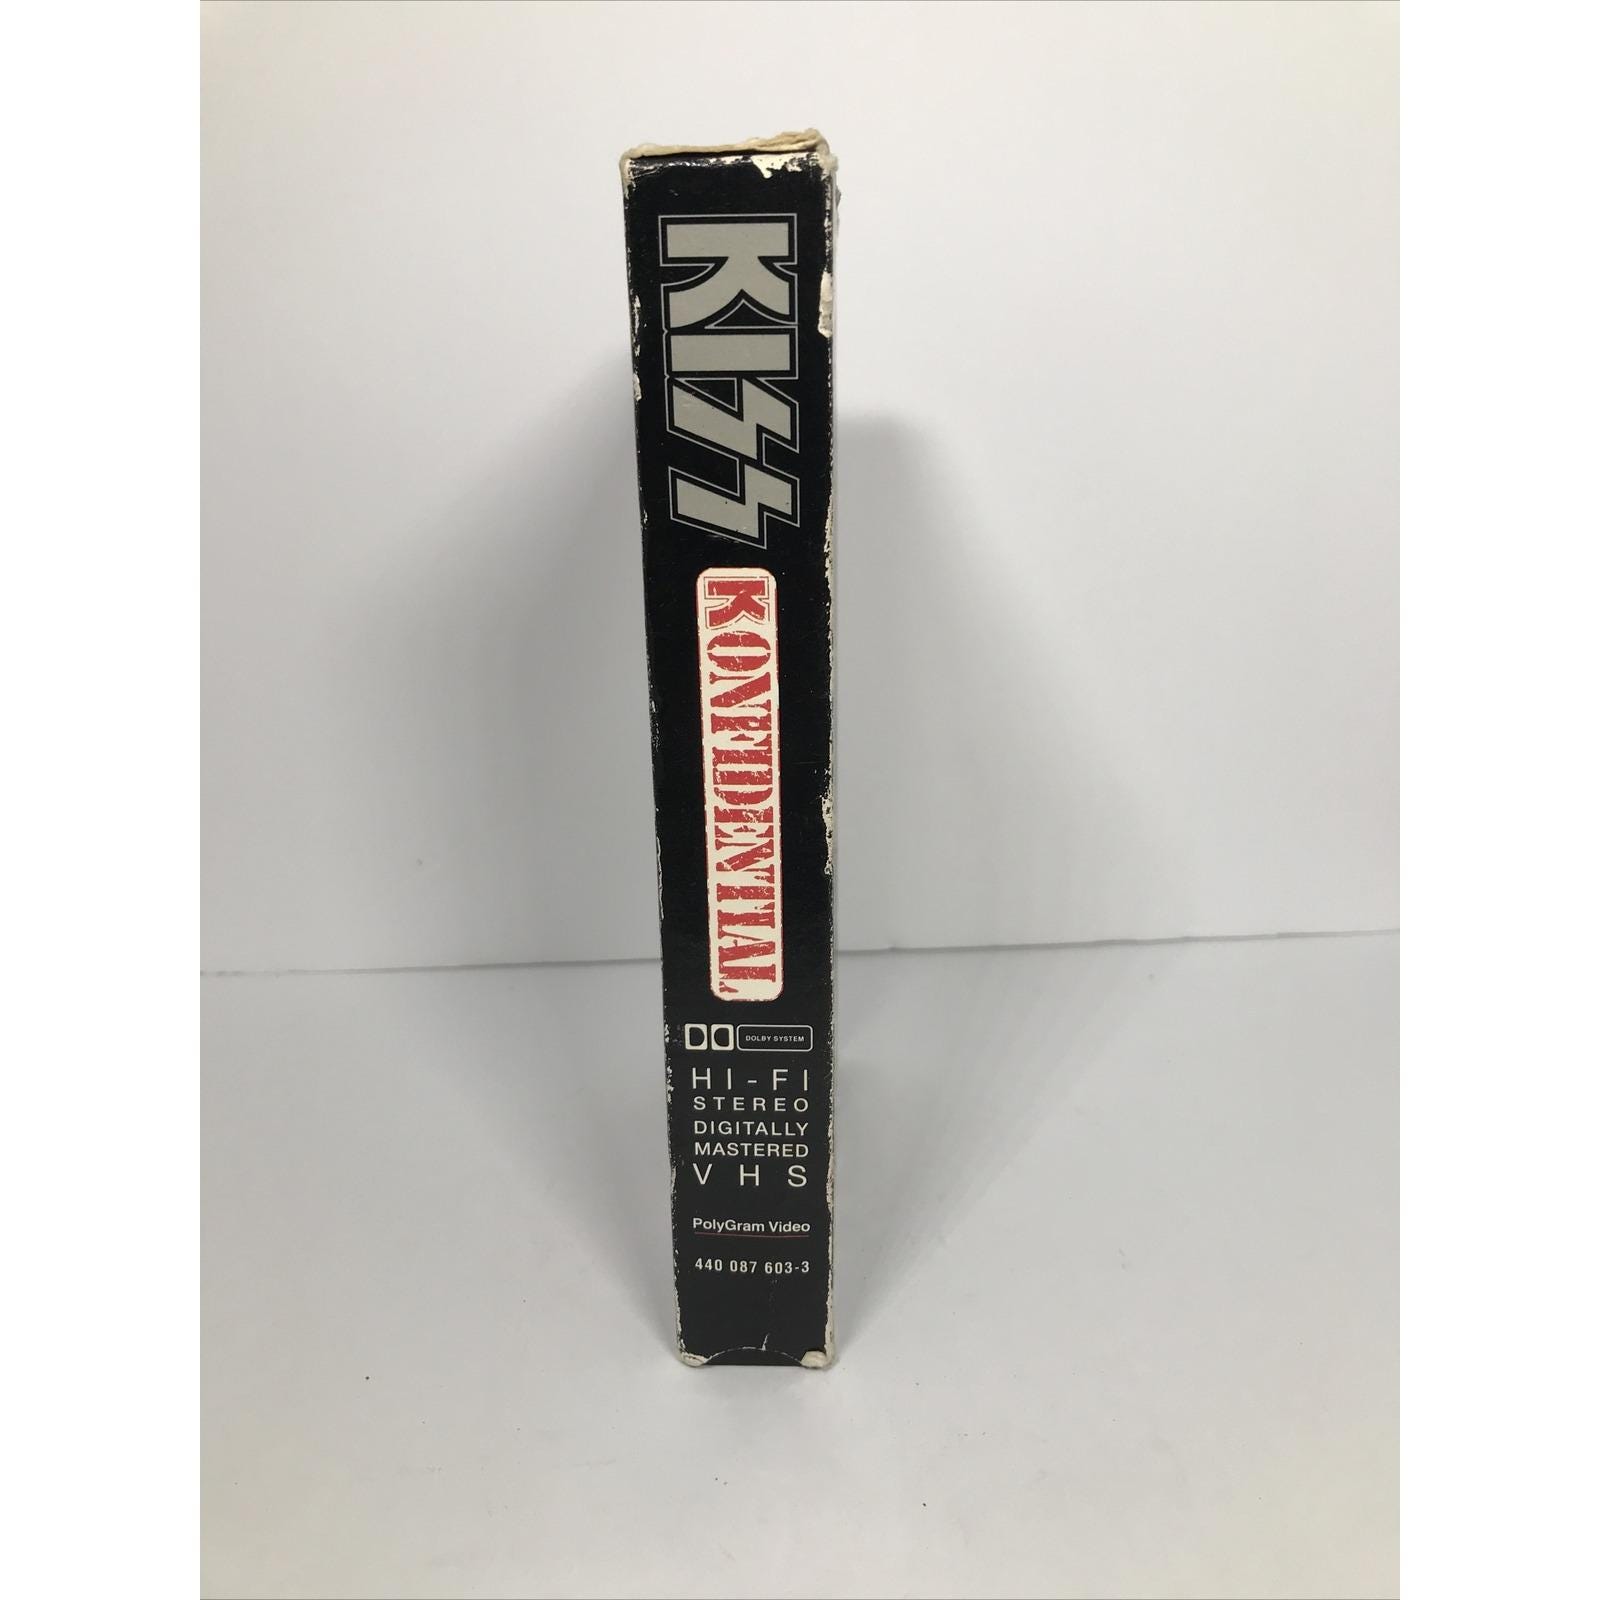 KISS
KONFIDENTIAL
DOLBY SYSTEM
HI-FI
STEREO
DIGITALLY
MASTERED
VHS
PolyGram Video
440 087 603-3